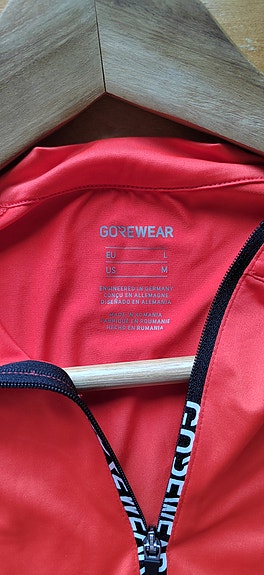 GOREWEAR
EU L
US M
ENGINEERED IN GERMANY
CONÇU EN ALLEMAGNE
DISEÑADO EN ALEMANIA
MADE IN ROMANIA
FABRIQUÉ EN ROUMANIE
HECHO EN RUMANIA
GOREWEAR
REWEAR